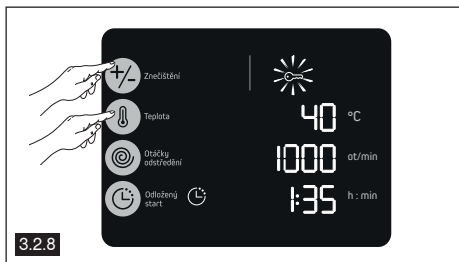 +/- Znečištění
Teplota 40 °C
Otáčky
odstředění 1000 ot/min
Odložený
start 1:35 h : min
3.2.8